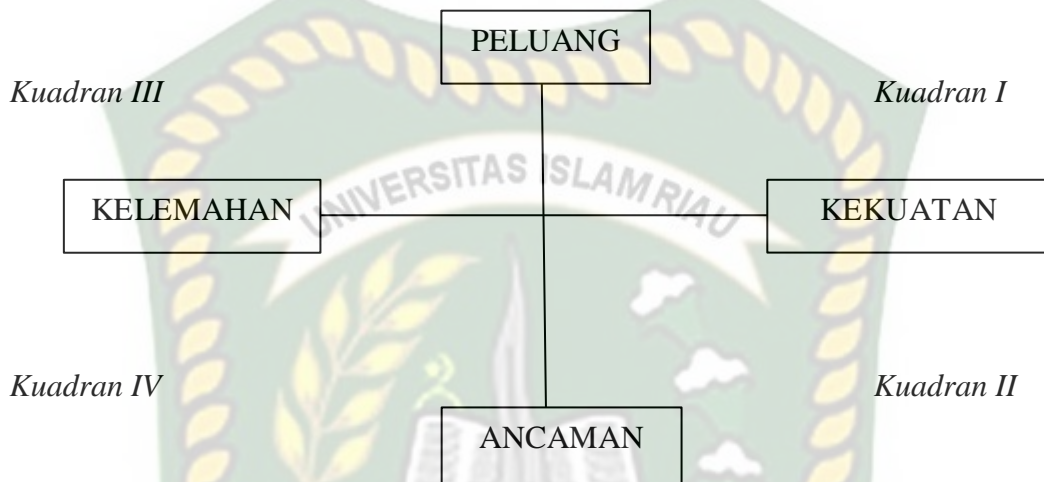 PELUANG
Kuadran III
Kuadran I
UNIVERSITAS ISLAM RIAU
KELEMAHAN
KEKUATAN
Kuadran IV
Kuadran II
ANCAMAN